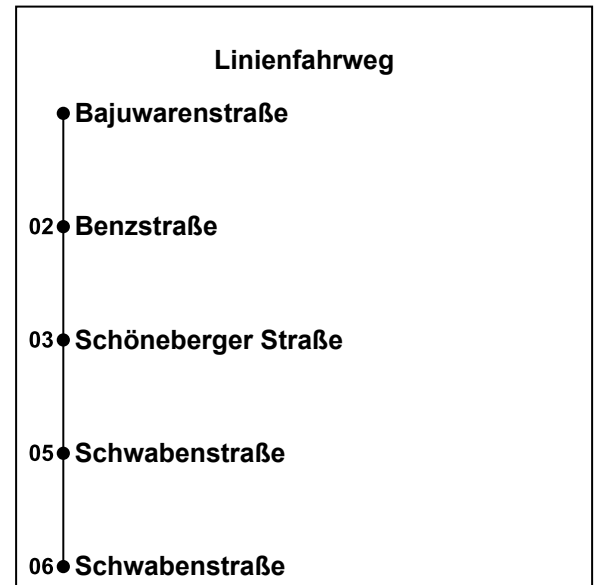 Linienfahrweg
Bajuwarenstraße
02 Benzstraße
03 Schöneberger Straße
05 Schwabenstraße
06 Schwabenstraße